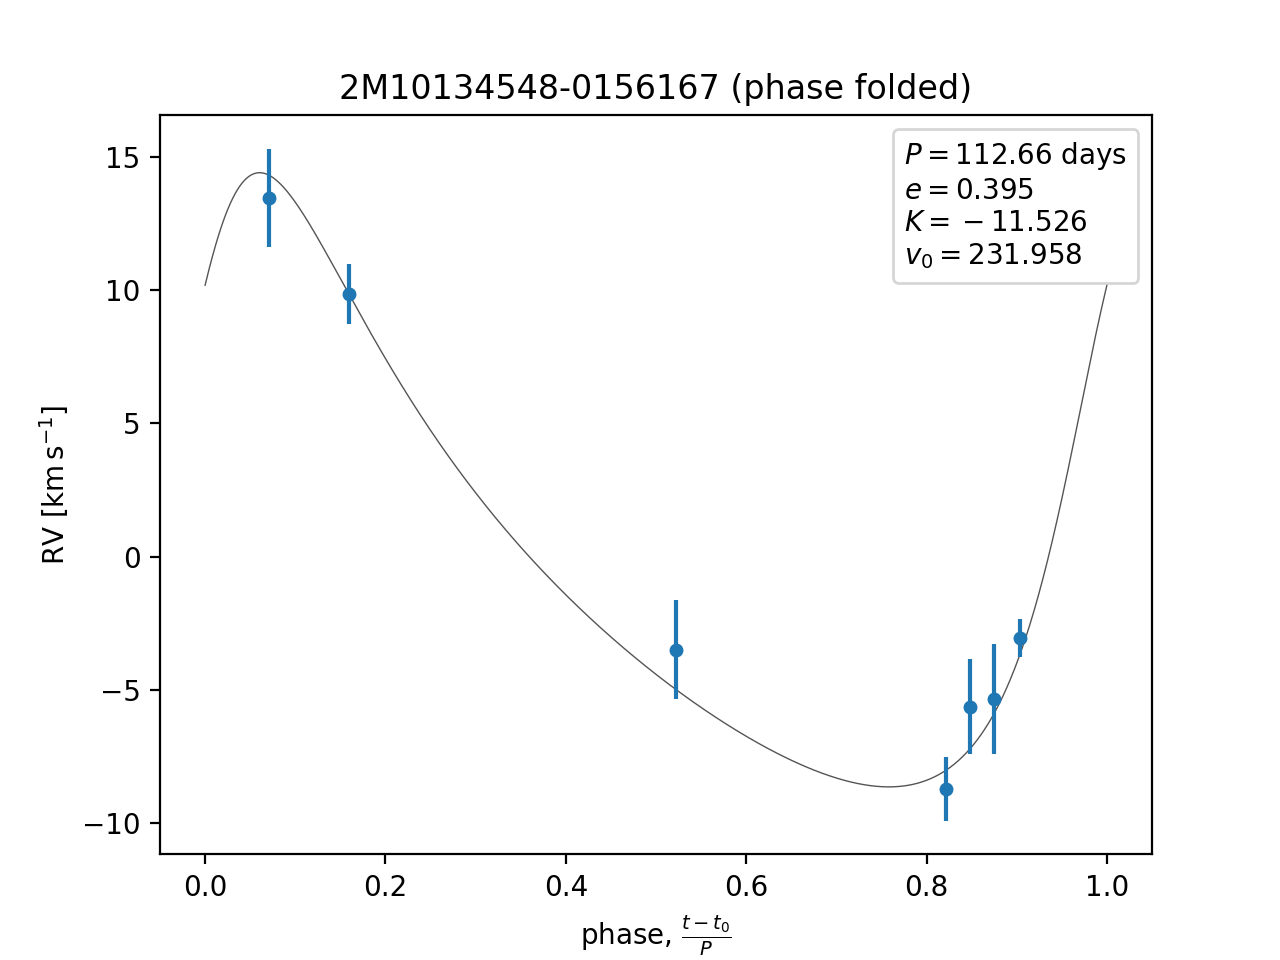 2M10134548-0156167 (phase folded)
P = 112.66 days
e = 0.395
K = −11.526
v₀ = 231.958
RV [km s⁻¹]
15
10
5
0
−5
−10
0.0 0.2 0.4 0.6 0.8 1.0
phase, (t − t₀)/P